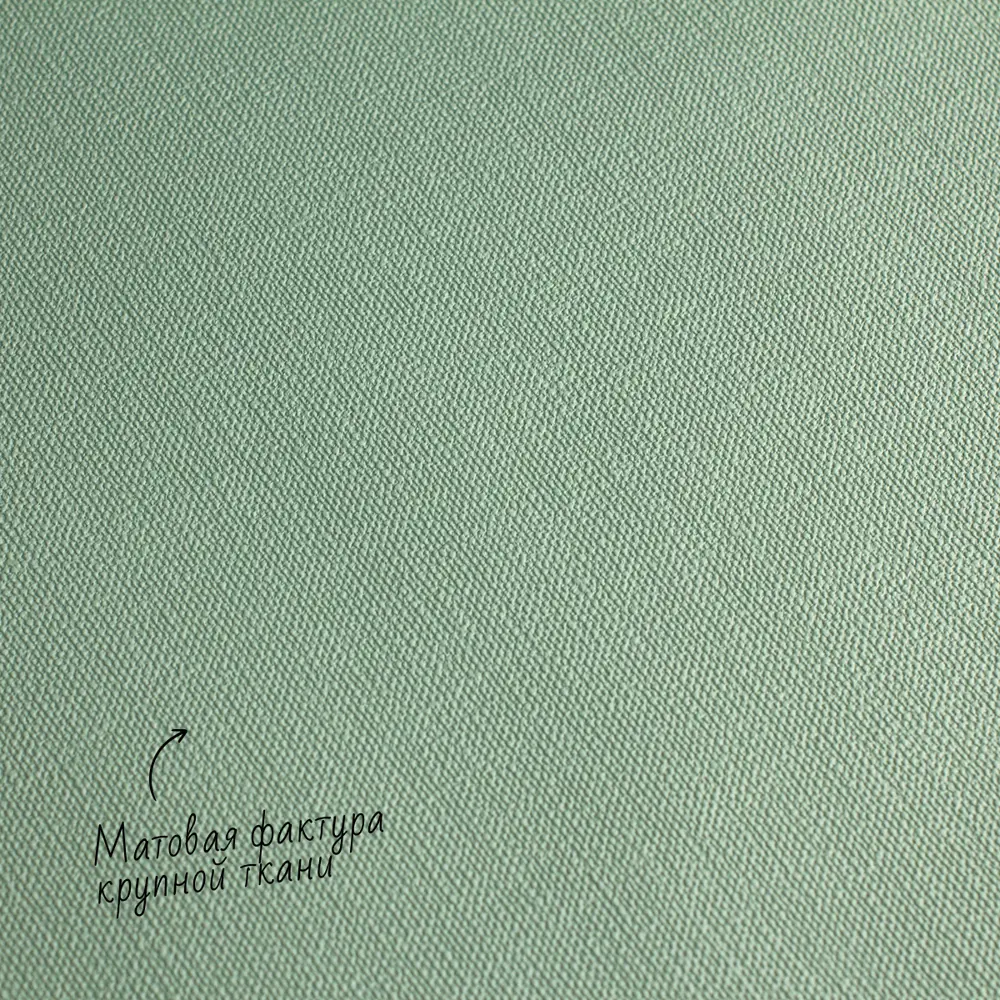 Матовая фактура
крупной ткани